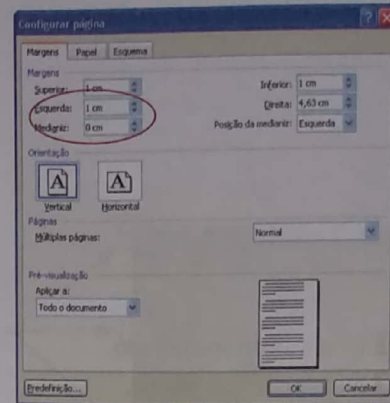 Configurar página
Margens Papel Esquema
Margens
Superior: 1 cm Inferior: 1 cm
Esquerda: 1 cm Direita: 4,63 cm
Medianiz: 0 cm Posição da medianiz: Esquerda
Orientação
A A
Vertical Horizontal
Páginas
Múltiplas páginas: Normal
Pré-visualização
Aplicar a:
Todo o documento
Predefinição... OK Cancelar